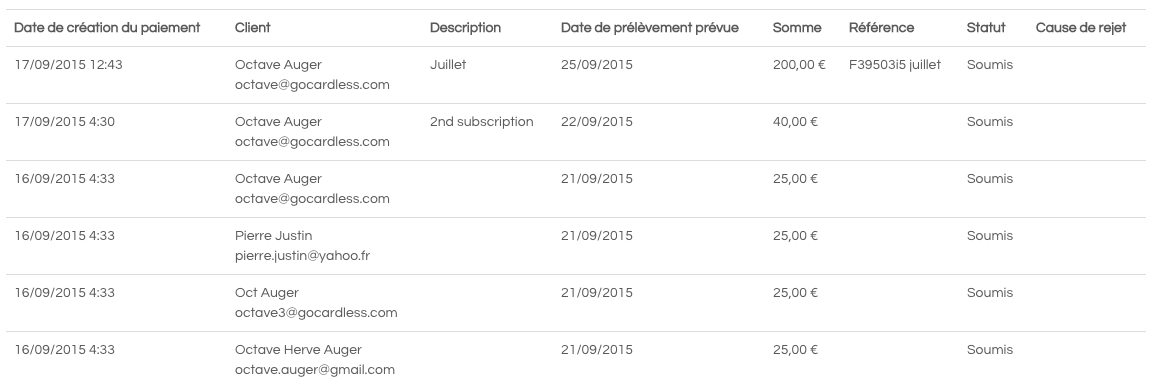 Date de création du paiement Client Description Date de prélèvement prévue Somme Référence Statut Cause de rejet
17/09/2015 12:43 Octave Auger Juillet 25/09/2015 200,00 € F39503i5 juillet Soumis
octave@gocardless.com
17/09/2015 4:30 Octave Auger 2nd subscription 22/09/2015 40,00 € Soumis
octave@gocardless.com
16/09/2015 4:33 Octave Auger 21/09/2015 25,00 € Soumis
octave@gocardless.com
16/09/2015 4:33 Pierre Justin 21/09/2015 25,00 € Soumis
pierre.justin@yahoo.fr
16/09/2015 4:33 Oct Auger 21/09/2015 25,00 € Soumis
octave3@gocardless.com
16/09/2015 4:33 Octave Herve Auger 21/09/2015 25,00 € Soumis
octave.auger@gmail.com